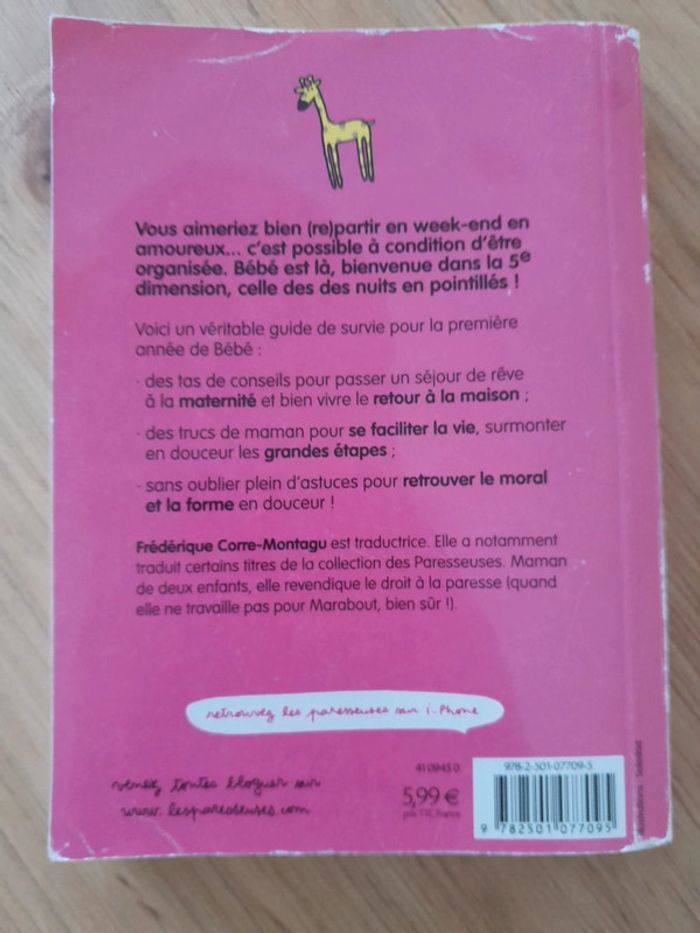 Vous aimeriez bien (re)partir en week-end en
amoureux... c'est possible à condition d'être
organisée. Bébé est là, bienvenue dans la 5e
dimension, celle des des nuits en pointillés !
Voici un véritable guide de survie pour la première
année de Bébé :
· des tas de conseils pour passer un séjour de rêve
à la maternité et bien vivre le retour à la maison ;
· des trucs de maman pour se faciliter la vie, surmonter
en douceur les grandes étapes ;
· sans oublier plein d'astuces pour retrouver le moral
et la forme en douceur !
Frédérique Corre-Montagu est traductrice. Elle a notamment
traduit certains titres de la collection des Paresseuses. Maman
de deux enfants, elle revendique le droit à la paresse (quand
elle ne travaille pas pour Marabout, bien sûr !).
retrouvez les paresseuses sur i-Phone
venez toutes bloguer sur
www.lesparesseuses.com
41 0945 0
5,99 €
prix TTC France
978-2-501-07709-5
9 782501 077095